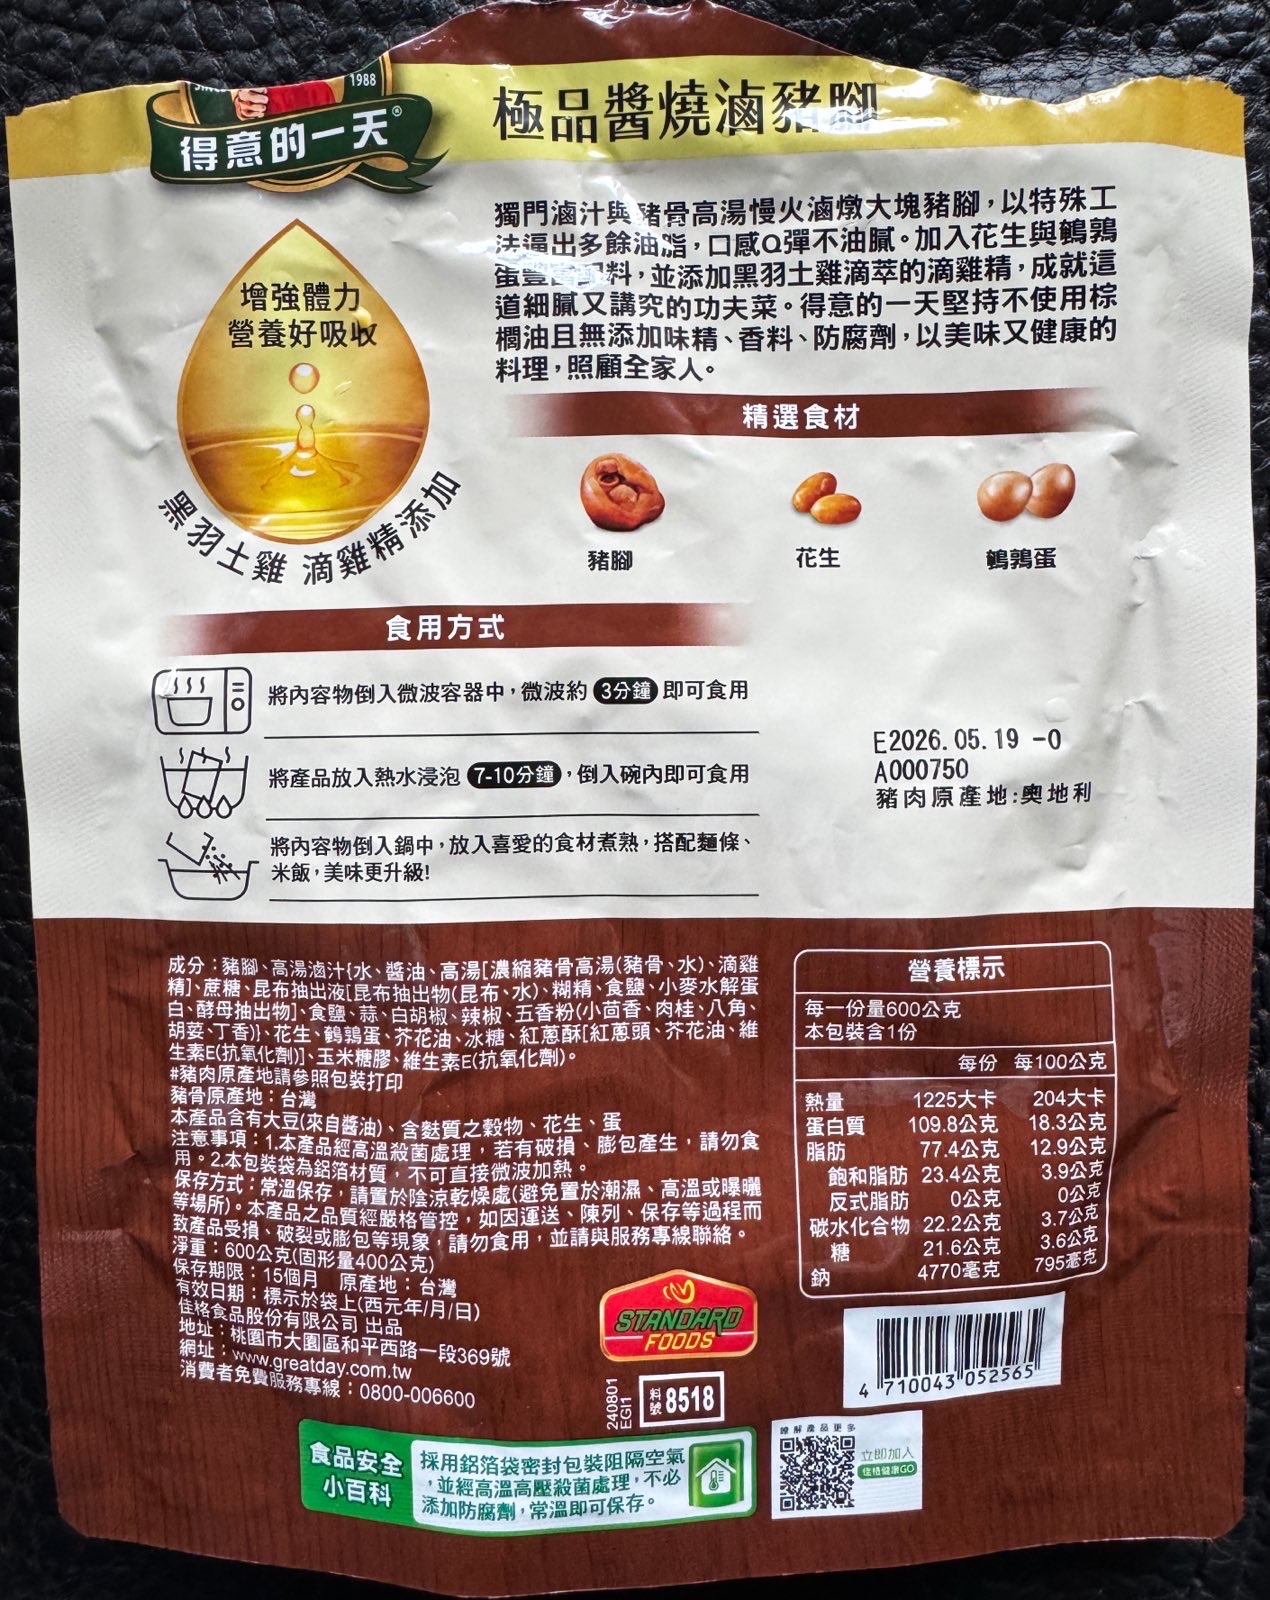 1988
得意的一天®
極品醬燒滷豬腳
獨門滷汁與豬骨高湯慢火滷燉大塊豬腳，以特殊工
法逼出多餘油脂，口感Q彈不油膩。加入花生與鵪鶉
蛋豐富配料，並添加黑羽土雞滴萃的滴雞精，成就這
道細膩又講究的功夫菜。得意的一天堅持不使用棕
櫚油且無添加味精、香料、防腐劑，以美味又健康的
料理，照顧全家人。
增強體力
營養好吸收
黑羽土雞 滴雞精添加
精選食材
豬腳
花生
鵪鶉蛋
食用方式
將內容物倒入微波容器中，微波約 3分鐘 即可食用
將產品放入熱水浸泡 7-10分鐘，倒入碗內即可食用
將內容物倒入鍋中，放入喜愛的食材煮熟，搭配麵條、
米飯，美味更升級!
E2026.05.19 -0
A000750
豬肉原產地:奧地利
成分：豬腳、高湯滷汁{水、醬油、高湯[濃縮豬骨高湯(豬骨、水)、滴雞
精]、蔗糖、昆布抽出液[昆布抽出物(昆布、水)、糊精、食鹽、小麥水解蛋
白、酵母抽出物]、食鹽、蒜、白胡椒、辣椒、五香粉(小茴香、肉桂、八角、
胡荽、丁香)}、花生、鵪鶉蛋、芥花油、冰糖、紅蔥酥[紅蔥頭、芥花油、維
生素E(抗氧化劑)]、玉米糖膠、維生素E(抗氧化劑)。
#豬肉原產地請參照包裝打印
豬骨原產地：台灣
本產品含有大豆(來自醬油)、含麩質之穀物、花生、蛋
注意事項：1.本產品經高溫殺菌處理，若有破損、膨包產生，請勿食
用。2.本包裝袋為鋁箔材質，不可直接微波加熱。
保存方式：常溫保存，請置於陰涼乾燥處(避免置於潮濕、高溫或曝曬
等場所)。本產品之品質經嚴格管控，如因運送、陳列、保存等過程而
致產品受損、破裂或膨包等現象，請勿食用，並請與服務專線聯絡。
淨重：600公克(固形量400公克)
保存期限：15個月 原產地：台灣
有效日期：標示於袋上(西元年/月/日)
佳格食品股份有限公司 出品
地址：桃園市大園區和平西路一段369號
網址：www.greatday.com.tw
消費者免費服務專線：0800-006600
營養標示
每一份量600公克
本包裝含1份
每份 每100公克
熱量 1225大卡 204大卡
蛋白質 109.8公克 18.3公克
脂肪 77.4公克 12.9公克
飽和脂肪 23.4公克 3.9公克
反式脂肪 0公克 0公克
碳水化合物 22.2公克 3.7公克
糖 21.6公克 3.6公克
鈉 4770毫克 795毫克
STANDARD
FOODS
240801
EGI1
料號 8518
4 710043 052565
食品安全
小百科
採用鋁箔袋密封包裝阻隔空氣
，並經高溫高壓殺菌處理，不必
添加防腐劑，常溫即可保存。
瞭解產品更多
立即加入
佳格健康GO